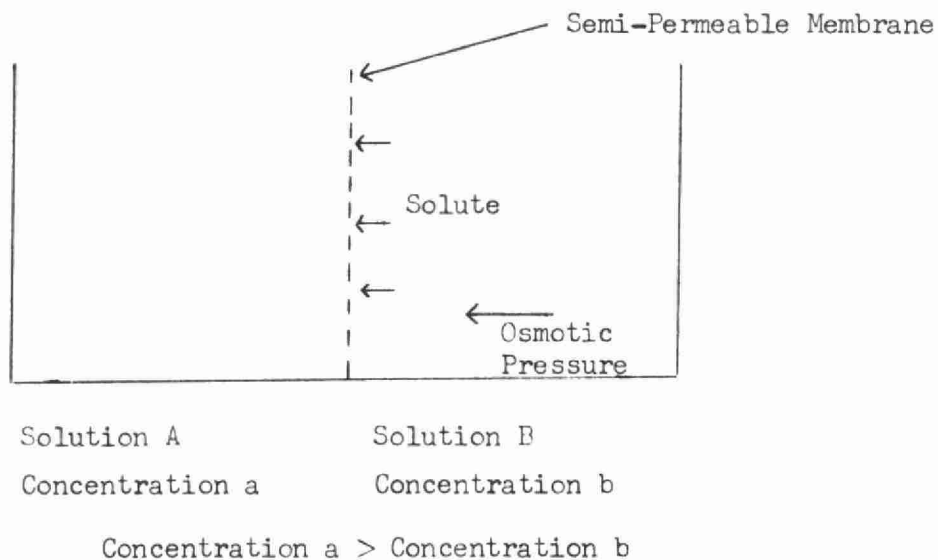 Semi-Permeable Membrane
Solute
Osmotic
Pressure
Solution A Solution B
Concentration a Concentration b
Concentration a > Concentration b